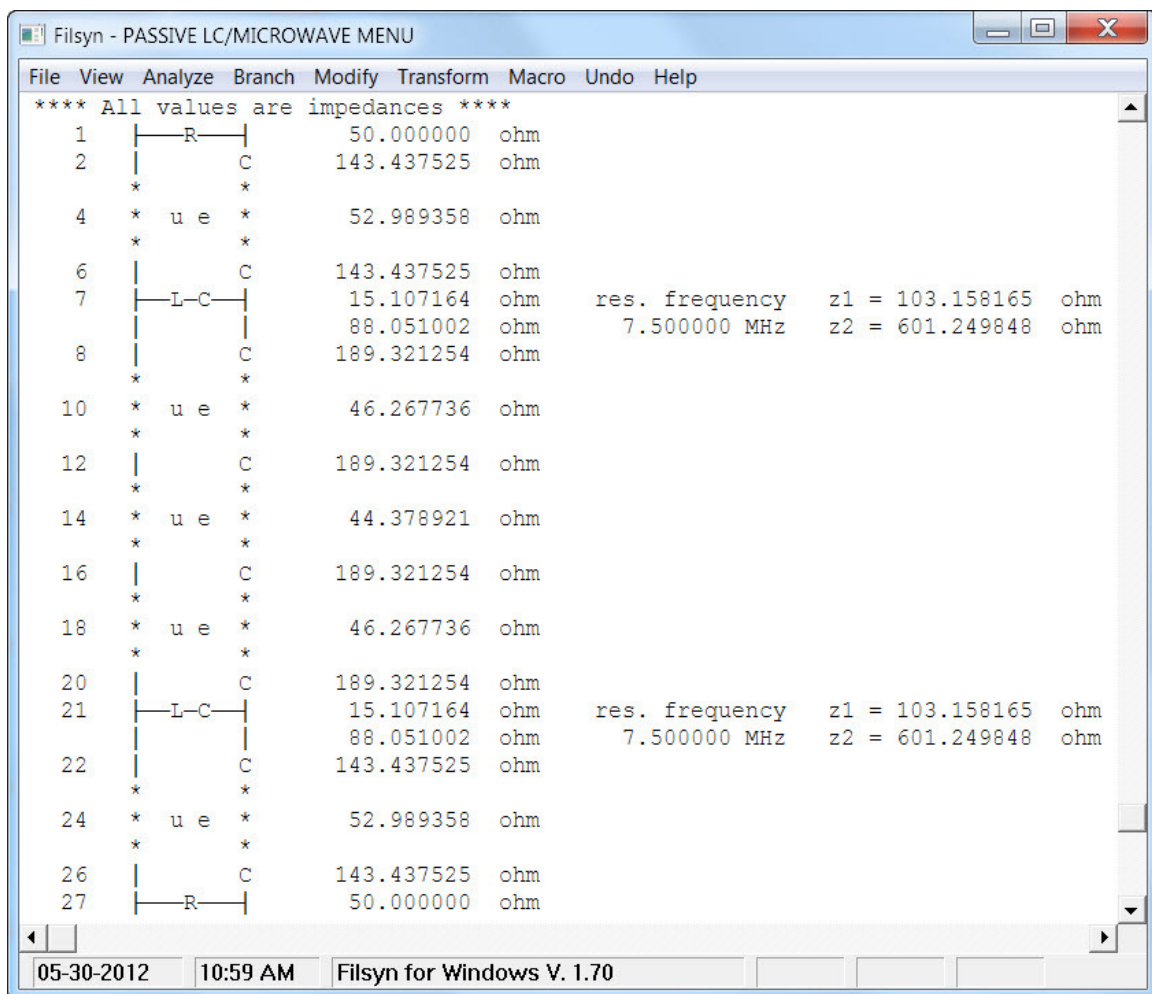 Filsyn - PASSIVE LC/MICROWAVE MENU
File View Analyze Branch Modify Transform Macro Undo Help
**** All values are impedances ****
1 ├──R──┤ 50.000000 ohm
2 | C 143.437525 ohm
* *
4 * u e * 52.989358 ohm
* *
6 | C 143.437525 ohm
7 ├──L─C──┤ 15.107164 ohm res. frequency z1 = 103.158165 ohm
| | 88.051002 ohm 7.500000 MHz z2 = 601.249848 ohm
8 | C 189.321254 ohm
* *
10 * u e * 46.267736 ohm
* *
12 | C 189.321254 ohm
* *
14 * u e * 44.378921 ohm
* *
16 | C 189.321254 ohm
* *
18 * u e * 46.267736 ohm
* *
20 | C 189.321254 ohm
21 ├──L─C──┤ 15.107164 ohm res. frequency z1 = 103.158165 ohm
| | 88.051002 ohm 7.500000 MHz z2 = 601.249848 ohm
22 | C 143.437525 ohm
* *
24 * u e * 52.989358 ohm
* *
26 | C 143.437525 ohm
27 ├──R──┤ 50.000000 ohm
05-30-2012 10:59 AM Filsyn for Windows V. 1.70